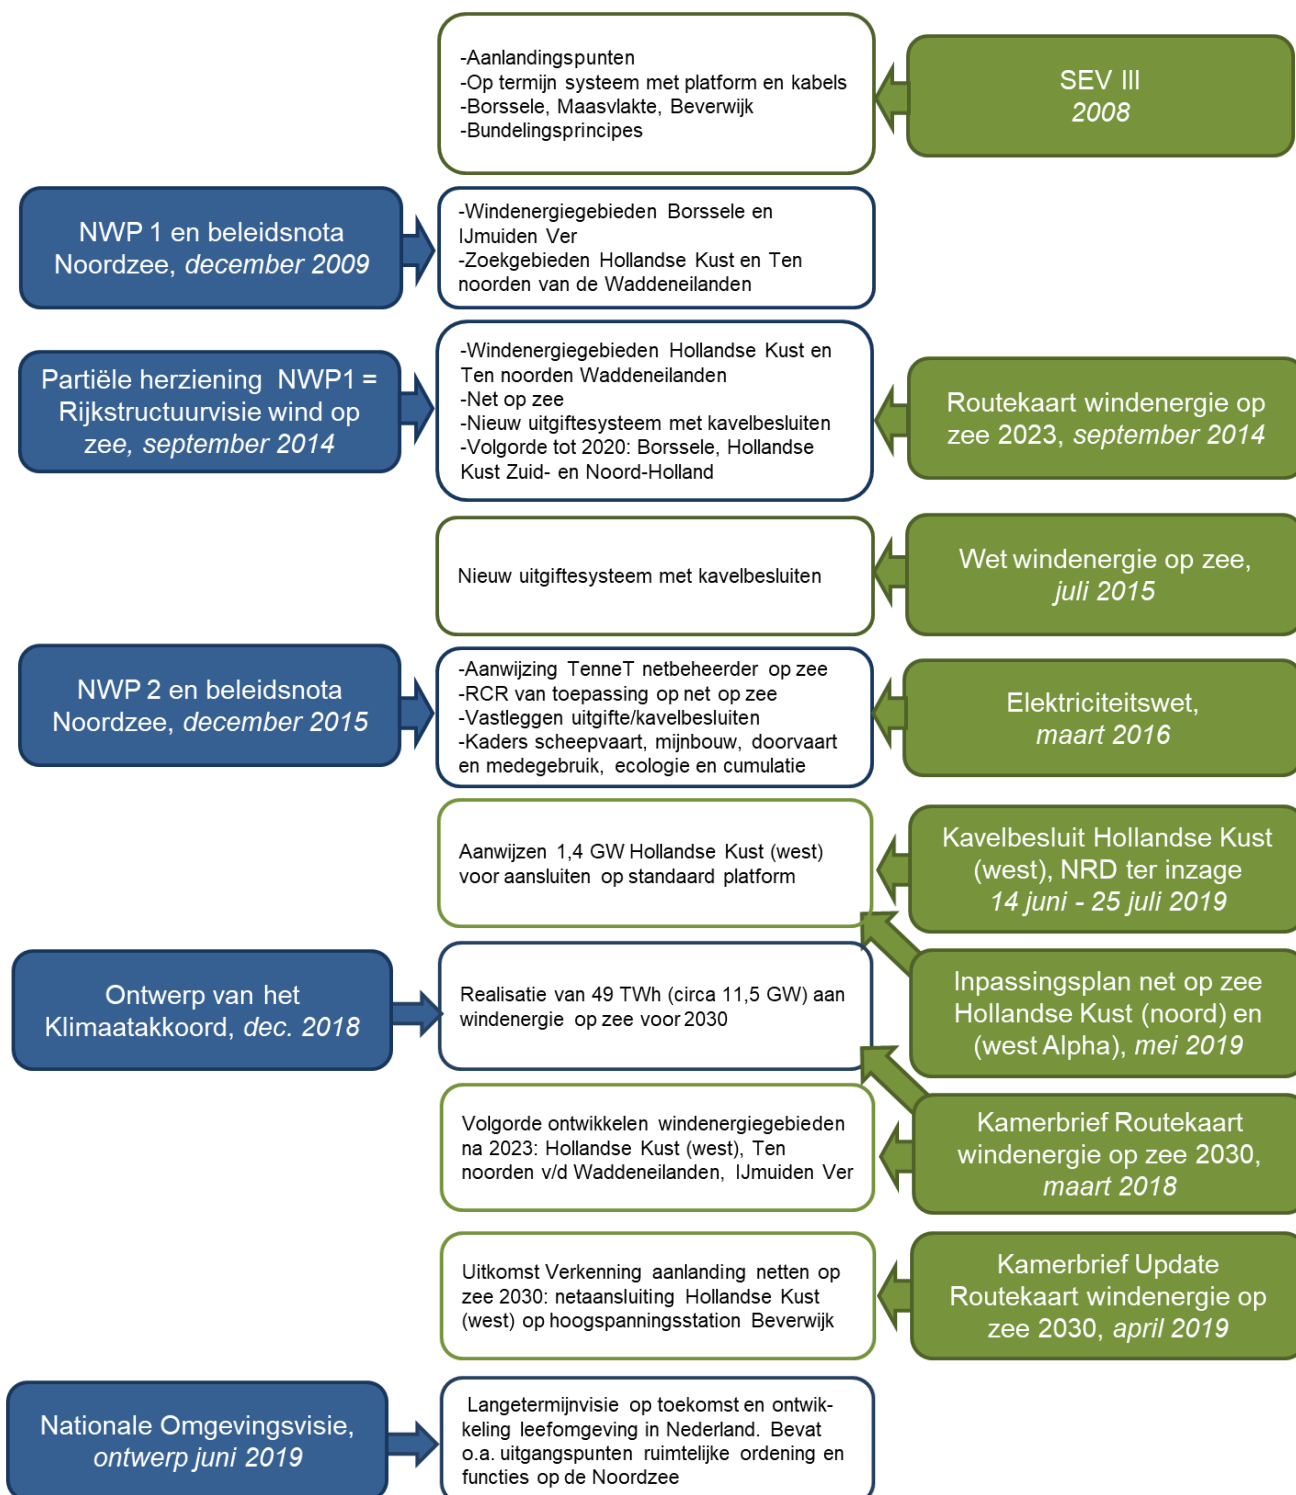 -Aanlandingspunten
-Op termijn systeem met platform en kabels
-Borssele, Maasvlakte, Beverwijk
-Bundelingsprincipes
SEV III
2008
NWP 1 en beleidsnota
Noordzee, december 2009
-Windenergiegebieden Borssele en
IJmuiden Ver
-Zoekgebieden Hollandse Kust en Ten
noorden van de Waddeneilanden
Partiële herziening NWP1 =
Rijkstructuurvisie wind op
zee, september 2014
-Windenergiegebieden Hollandse Kust en
Ten noorden Waddeneilanden
-Net op zee
-Nieuw uitgiftesysteem met kavelbesluiten
-Volgorde tot 2020: Borssele, Hollandse
Kust Zuid- en Noord-Holland
Routekaart windenergie op
zee 2023, september 2014
Nieuw uitgiftesysteem met kavelbesluiten
Wet windenergie op zee,
juli 2015
NWP 2 en beleidsnota
Noordzee, december 2015
-Aanwijzing TenneT netbeheerder op zee
-RCR van toepassing op net op zee
-Vastleggen uitgifte/kavelbesluiten
-Kaders scheepvaart, mijnbouw, doorvaart
en medegebruik, ecologie en cumulatie
Elektriciteitswet,
maart 2016
Aanwijzen 1,4 GW Hollandse Kust (west)
voor aansluiten op standaard platform
Kavelbesluit Hollandse Kust
(west), NRD ter inzage
14 juni - 25 juli 2019
Ontwerp van het
Klimaatakkoord, dec. 2018
Realisatie van 49 TWh (circa 11,5 GW) aan
windenergie op zee voor 2030
Inpassingsplan net op zee
Hollandse Kust (noord) en
(west Alpha), mei 2019
Volgorde ontwikkelen windenergiegebieden
na 2023: Hollandse Kust (west), Ten
noorden v/d Waddeneilanden, IJmuiden Ver
Kamerbrief Routekaart
windenergie op zee 2030,
maart 2018
Uitkomst Verkenning aanlanding netten op
zee 2030: netaansluiting Hollandse Kust
(west) op hoogspanningsstation Beverwijk
Kamerbrief Update
Routekaart windenergie op
zee 2030, april 2019
Nationale Omgevingsvisie,
ontwerp juni 2019
Langetermijnvisie op toekomst en ontwik-
keling leefomgeving in Nederland. Bevat
o.a. uitgangspunten ruimtelijke ordening en
functies op de Noordzee